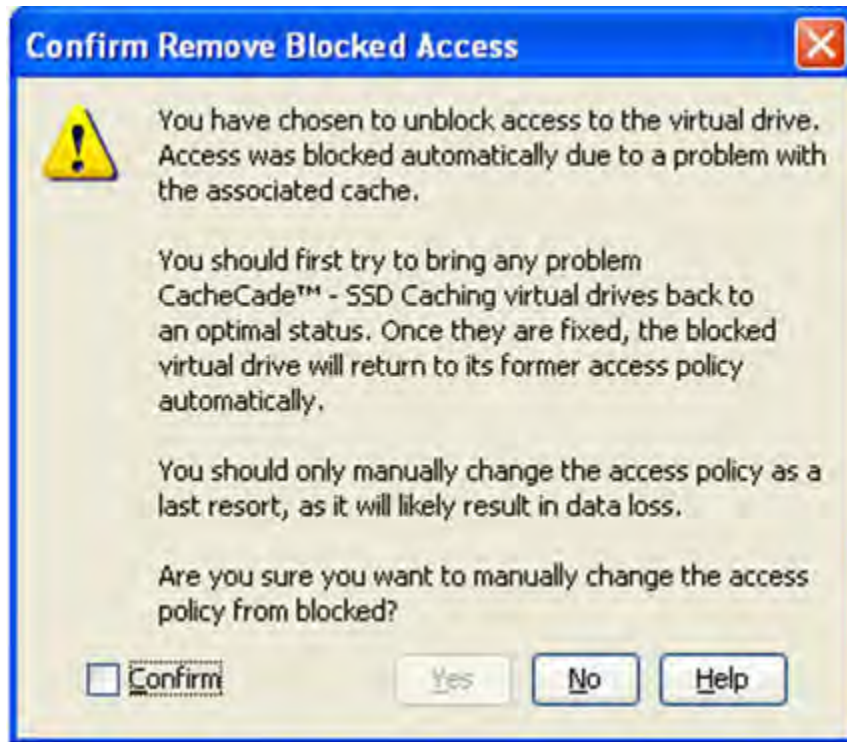 Confirm Remove Blocked Access
You have chosen to unblock access to the virtual drive.
Access was blocked automatically due to a problem with
the associated cache.
You should first try to bring any problem
CacheCade™ - SSD Caching virtual drives back to
an optimal status. Once they are fixed, the blocked
virtual drive will return to its former access policy
automatically.
You should only manually change the access policy as a
last resort, as it will likely result in data loss.
Are you sure you want to manually change the access
policy from blocked?
Confirm Yes No Help